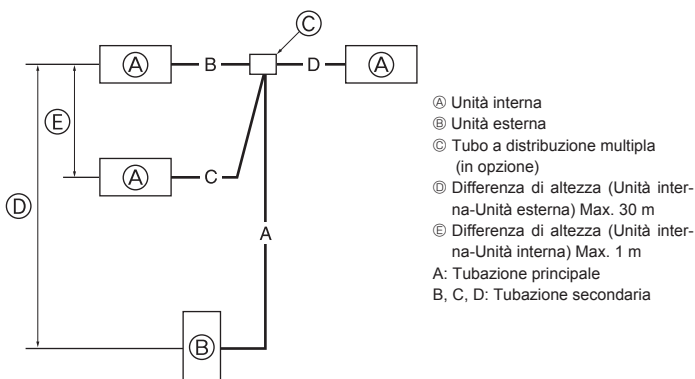 Ⓒ
Ⓐ B D Ⓐ
Ⓔ
Ⓐ C
Ⓓ
A
Ⓑ
Ⓐ Unità interna
Ⓑ Unità esterna
Ⓒ Tubo a distribuzione multipla
(in opzione)
Ⓓ Differenza di altezza (Unità inter-
na-Unità esterna) Max. 30 m
Ⓔ Differenza di altezza (Unità inter-
na-Unità interna) Max. 1 m
A: Tubazione principale
B, C, D: Tubazione secondaria